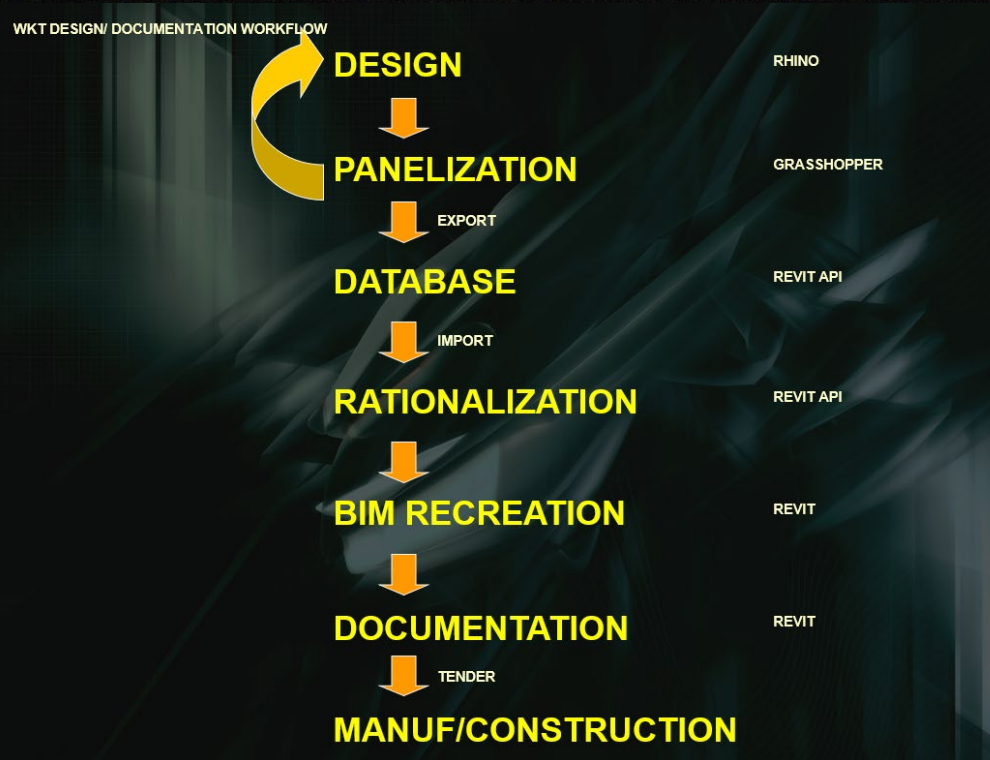 WKT DESIGN/ DOCUMENTATION WORKFLOW
DESIGN
RHINO
PANELIZATION
GRASSHOPPER
EXPORT
DATABASE
REVIT API
IMPORT
RATIONALIZATION
REVIT API
BIM RECREATION
REVIT
DOCUMENTATION
REVIT
TENDER
MANUF/CONSTRUCTION